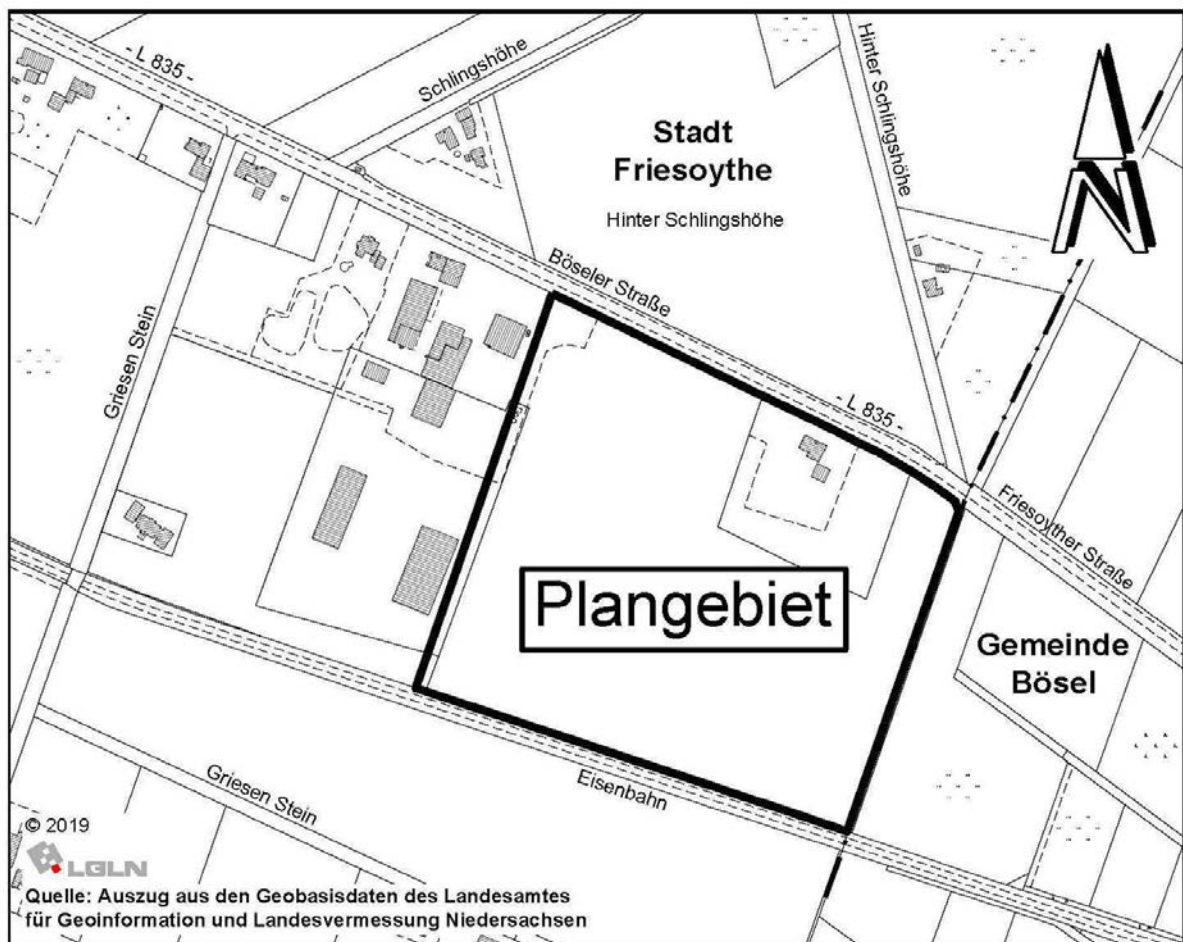 - L 835 -
Schlingshöhe
Hinter Schlingshöhe
Stadt
Friesoythe
Hinter Schlingshöhe
N
Böseler Straße
Griesen Stein
- L 835 -
Friesoyther Straße
Plangebiet
Gemeinde
Bösel
Eisenbahn
Griesen Stein
© 2019
LGLN
Quelle: Auszug aus den Geobasisdaten des Landesamtes
für Geoinformation und Landesvermessung Niedersachsen